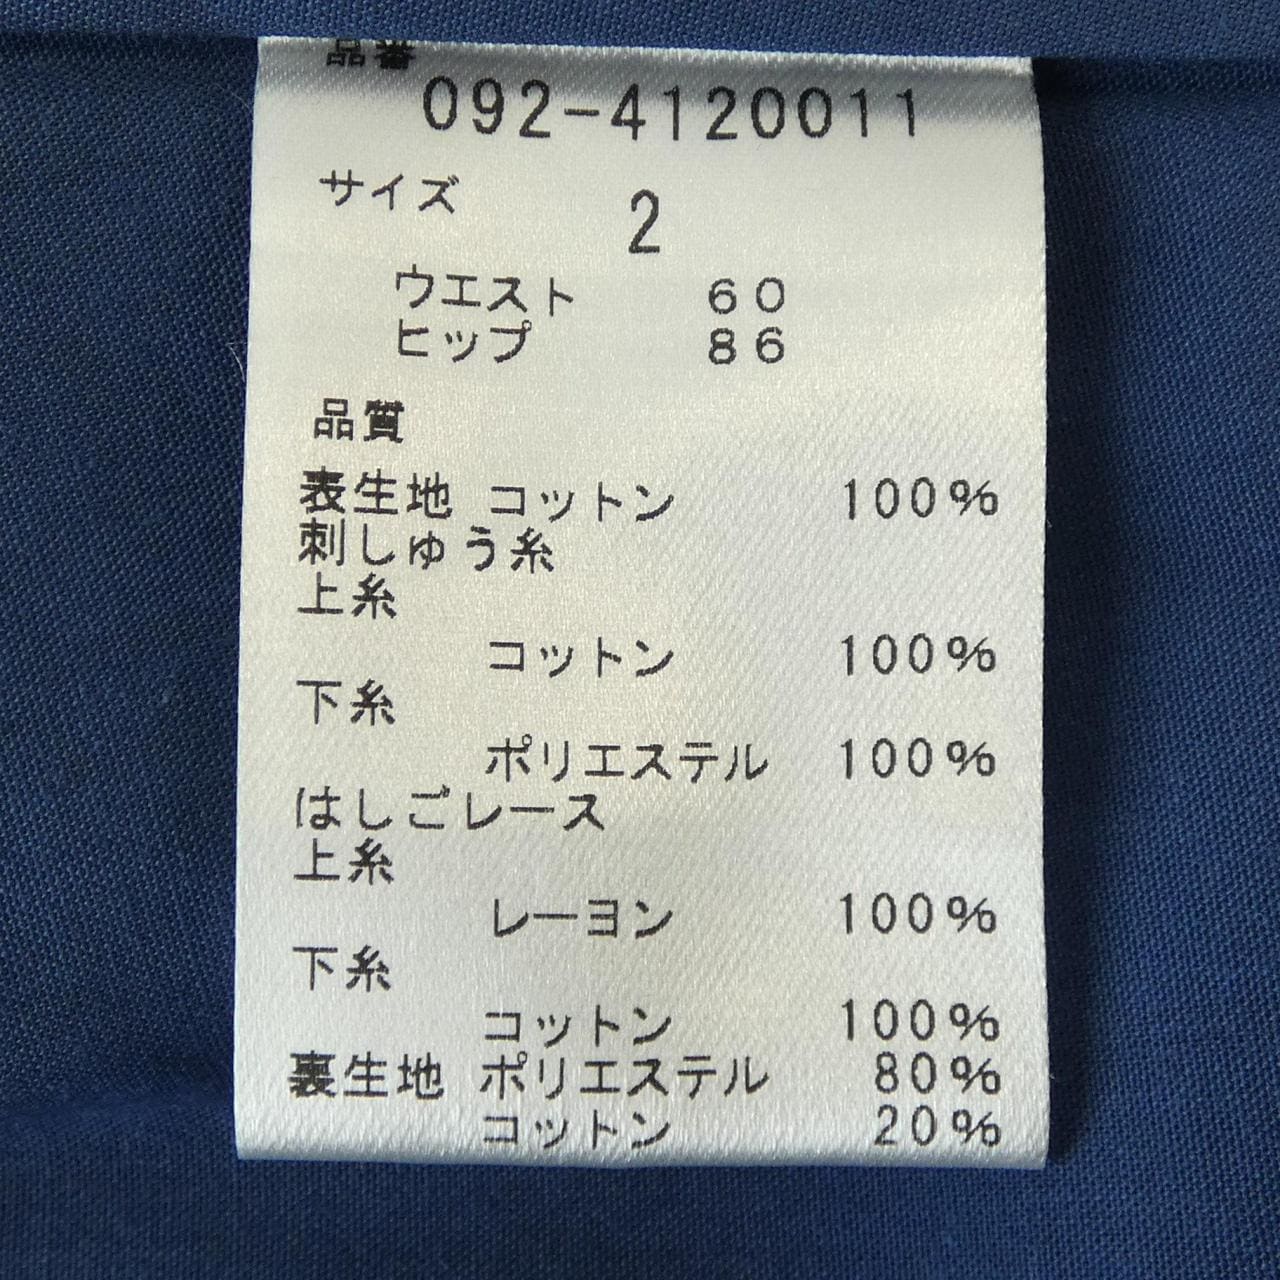 品番
092-4120011
サイズ 2
ウエスト 60
ヒップ 86
品質
表生地 コットン 100%
刺しゅう糸
上糸
コットン 100%
下糸
ポリエステル 100%
はしごレース
上糸
レーヨン 100%
下糸
コットン 100%
裏生地 ポリエステル 80%
コットン 20%